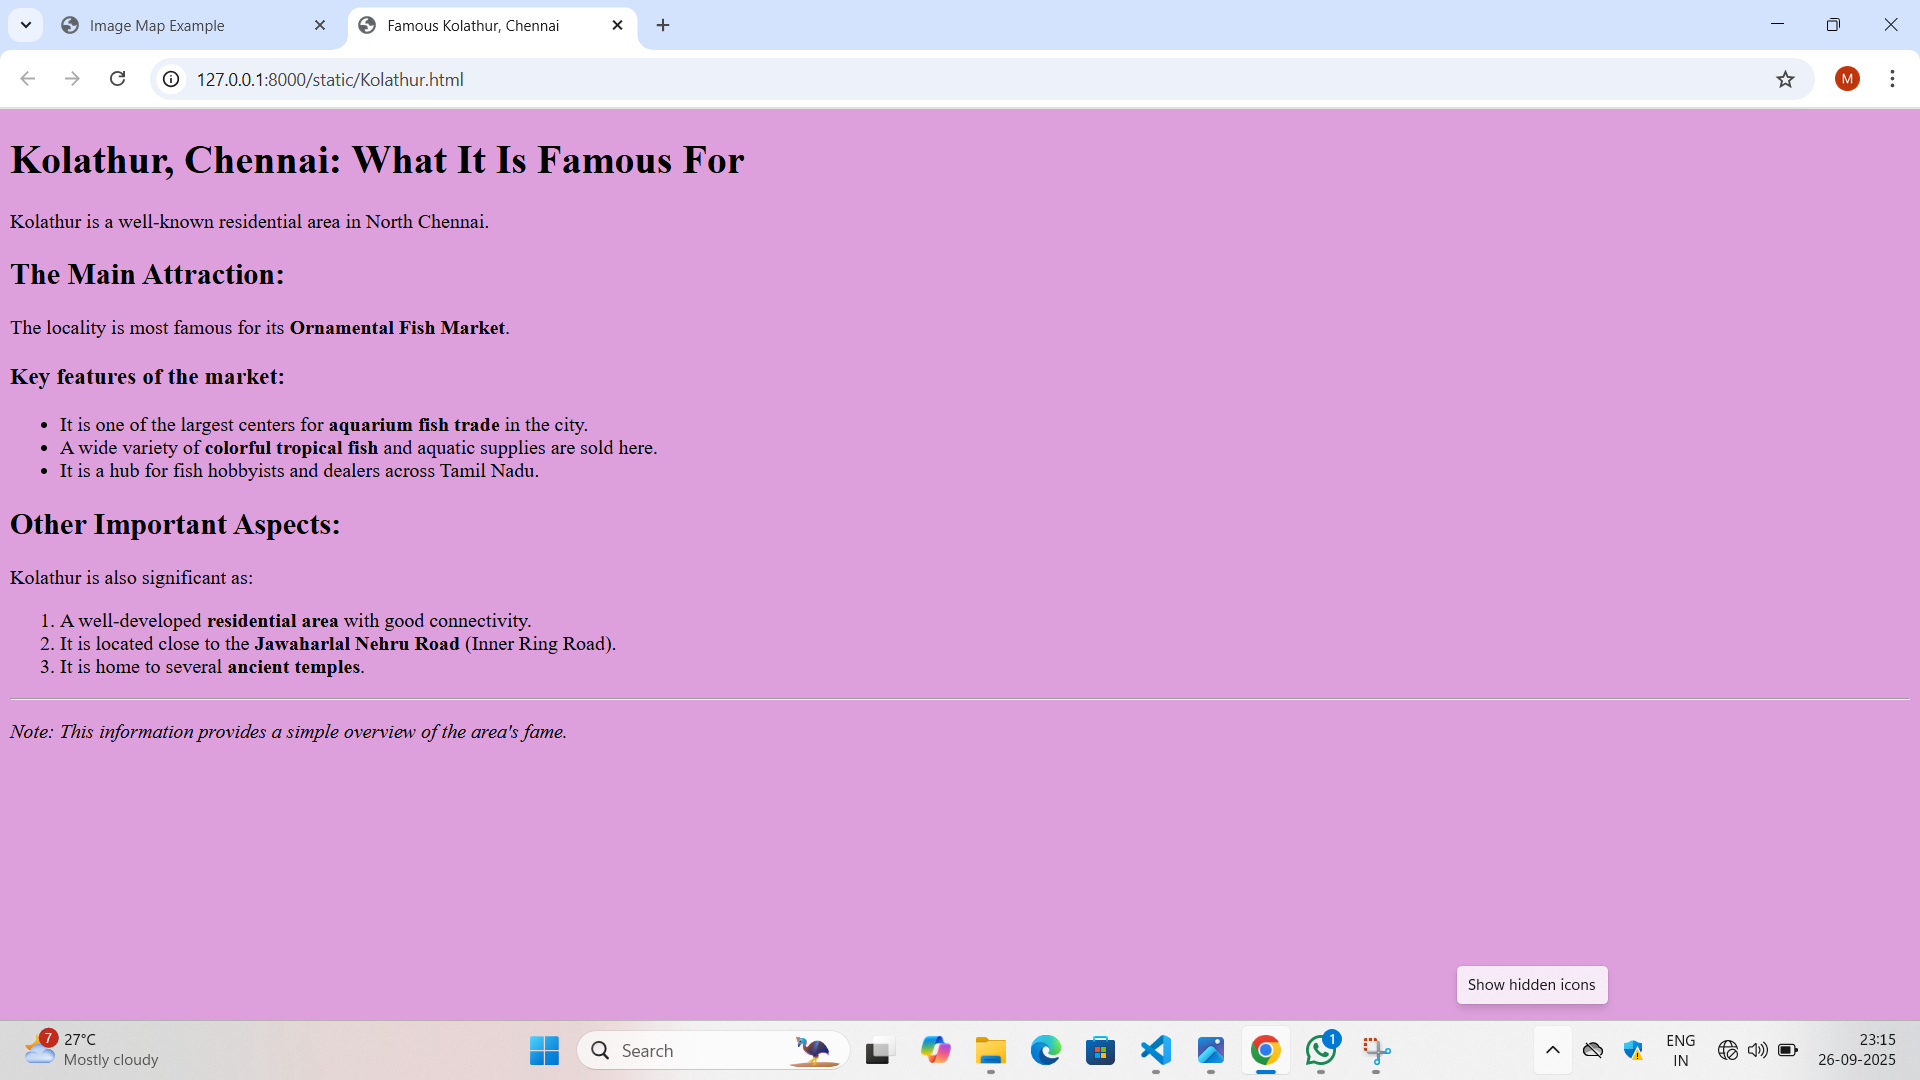 Image Map Example
Famous Kolathur, Chennai
127.0.0.1:8000/static/Kolathur.html
M
Kolathur, Chennai: What It Is Famous For
Kolathur is a well-known residential area in North Chennai.
The Main Attraction:
The locality is most famous for its Ornamental Fish Market.
Key features of the market:
• It is one of the largest centers for aquarium fish trade in the city.
• A wide variety of colorful tropical fish and aquatic supplies are sold here.
• It is a hub for fish hobbyists and dealers across Tamil Nadu.
Other Important Aspects:
Kolathur is also significant as:
1. A well-developed residential area with good connectivity.
2. It is located close to the Jawaharlal Nehru Road (Inner Ring Road).
3. It is home to several ancient temples.
Note: This information provides a simple overview of the area's fame.
Show hidden icons
7
27°C
Mostly cloudy
Search
1
ENG
IN
23:15
26-09-2025